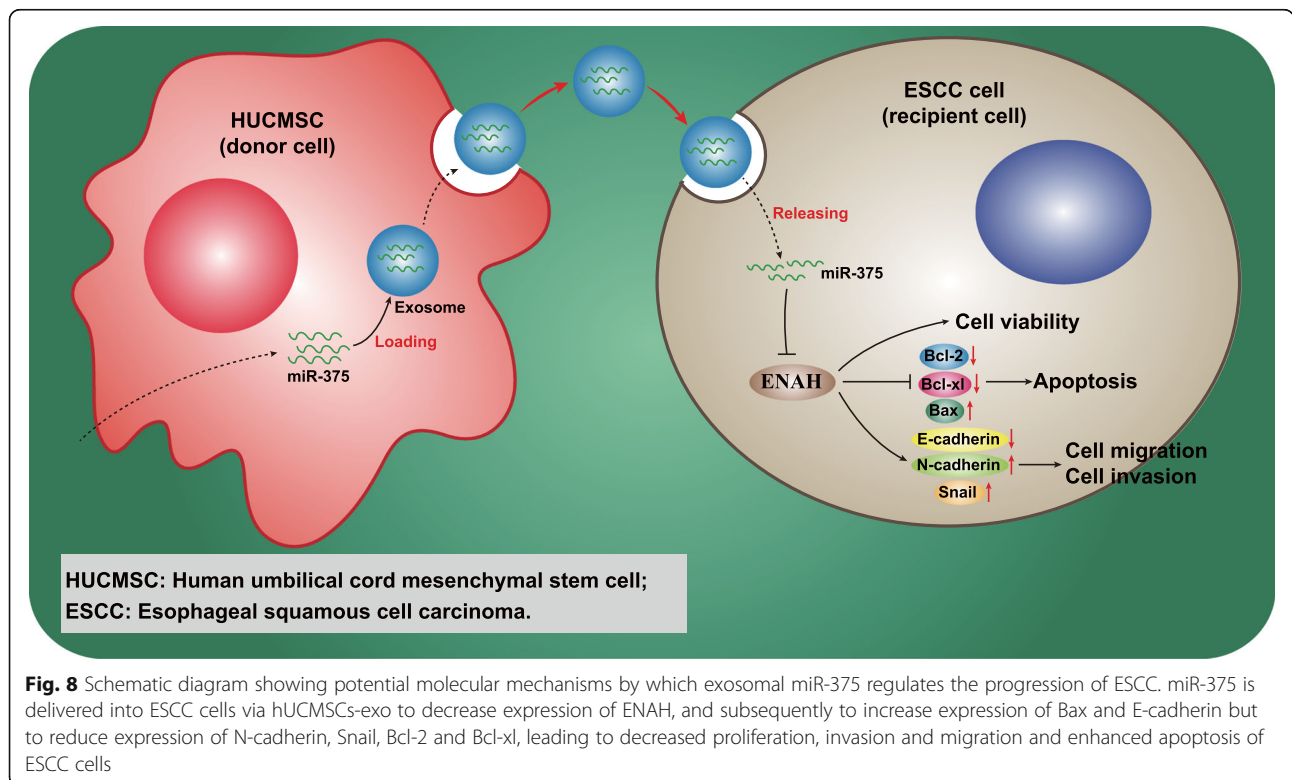 HUCMSC
(donor cell)
ESCC cell
(recipient cell)
Exosome
Loading
miR-375
Releasing
miR-375
ENAH
Cell viability
Bcl-2
Bcl-xl
Bax
Apoptosis
E-cadherin
N-cadherin
Snail
Cell migration
Cell invasion
HUCMSC: Human umbilical cord mesenchymal stem cell;
ESCC: Esophageal squamous cell carcinoma.
Fig. 8 Schematic diagram showing potential molecular mechanisms by which exosomal miR-375 regulates the progression of ESCC. miR-375 is
delivered into ESCC cells via hUCMSCs-exo to decrease expression of ENAH, and subsequently to increase expression of Bax and E-cadherin but
to reduce expression of N-cadherin, Snail, Bcl-2 and Bcl-xl, leading to decreased proliferation, invasion and migration and enhanced apoptosis of
ESCC cells